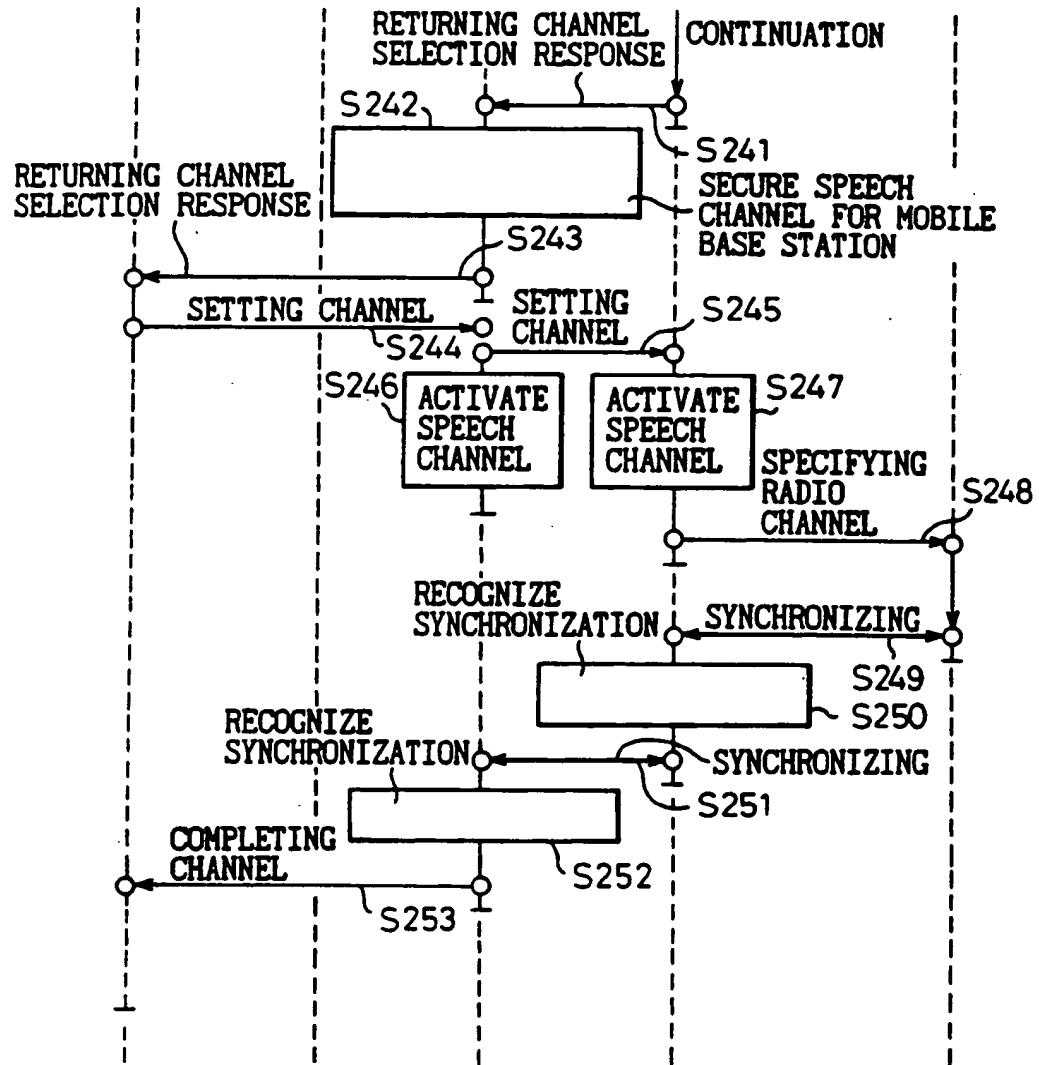 RETURNING CHANNEL
SELECTION RESPONSE
CONTINUATION
S242
S241
RETURNING CHANNEL
SELECTION RESPONSE
SECURE SPEECH
CHANNEL FOR MOBILE
BASE STATION
S243
SETTING CHANNEL
SETTING
CHANNEL
S245
S244
S246
ACTIVATE
SPEECH
CHANNEL
ACTIVATE
SPEECH
CHANNEL
S247
SPECIFYING
RADIO
CHANNEL
S248
RECOGNIZE
SYNCHRONIZATION
SYNCHRONIZING
S249
S250
RECOGNIZE
SYNCHRONIZATION
SYNCHRONIZING
S251
COMPLETING
CHANNEL
S252
S253